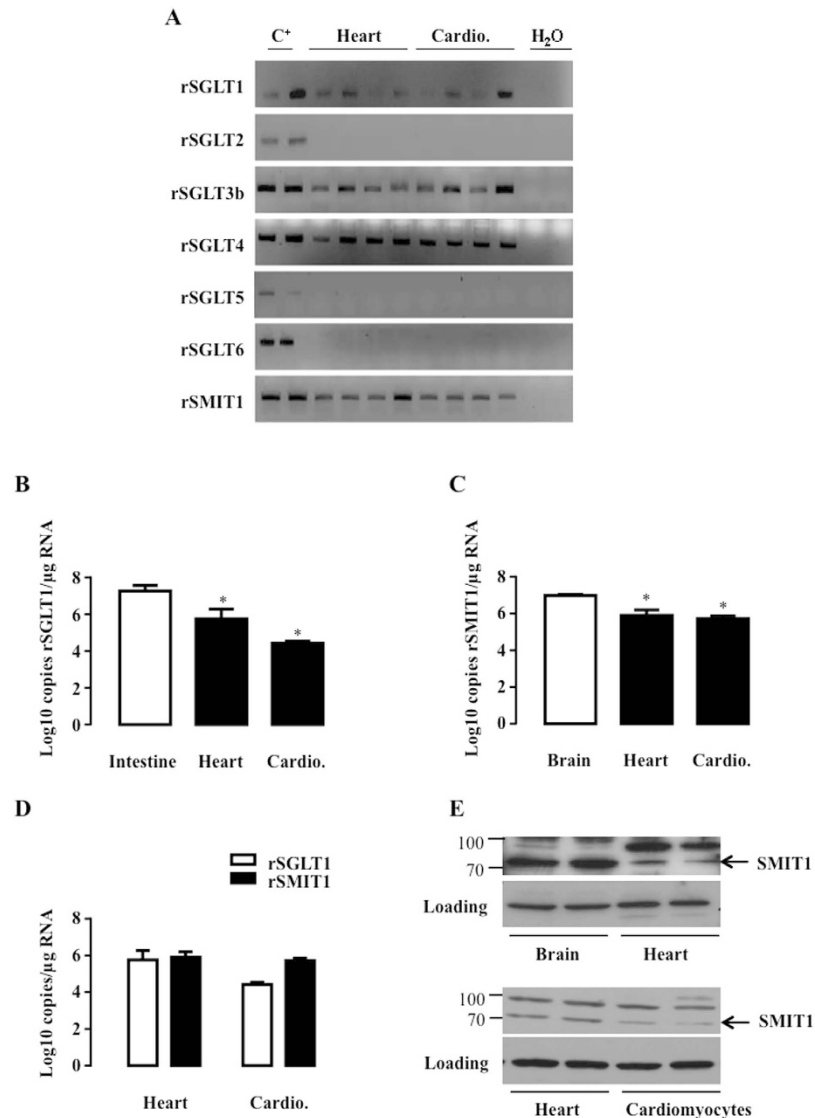 A
C+ Heart Cardio. H2O
rSGLT1
rSGLT2
rSGLT3b
rSGLT4
rSGLT5
rSGLT6
rSMIT1
B
Log10 copies rSGLT1/µg RNA
8
6
4
2
0
*
*
Intestine Heart Cardio.
C
Log10 copies rSMIT1/µg RNA
8
6
4
2
0
*
*
Brain Heart Cardio.
D
rSGLT1
rSMIT1
Log10 copies/µg RNA
8
6
4
2
0
Heart Cardio.
E
100
70
SMIT1
Loading
Brain Heart
100
70
SMIT1
Loading
Heart Cardiomyocytes